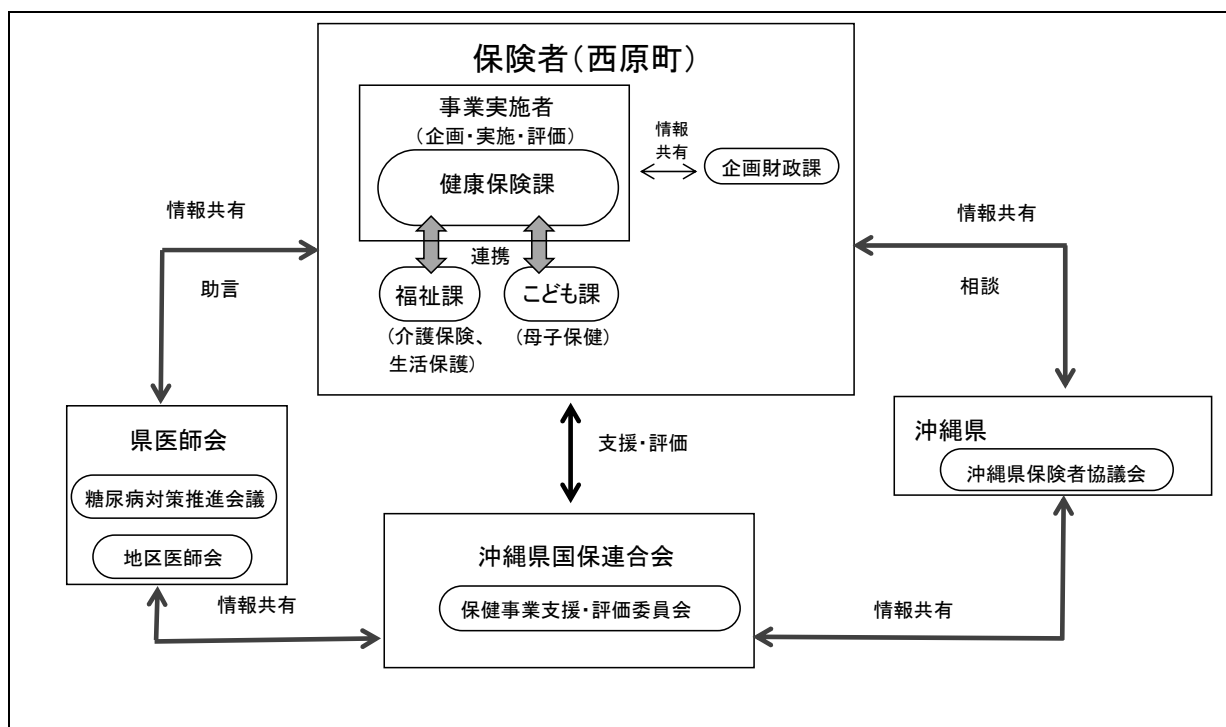 保険者(西原町)
事業実施者
(企画・実施・評価)
健康保険課
情報
共有
企画財政課
連携
福祉課
こども課
(介護保険、
生活保護)
(母子保健)
情報共有
助言
情報共有
相談
県医師会
糖尿病対策推進会議
地区医師会
支援・評価
沖縄県
沖縄県保険者協議会
沖縄県国保連合会
保健事業支援・評価委員会
情報共有
情報共有